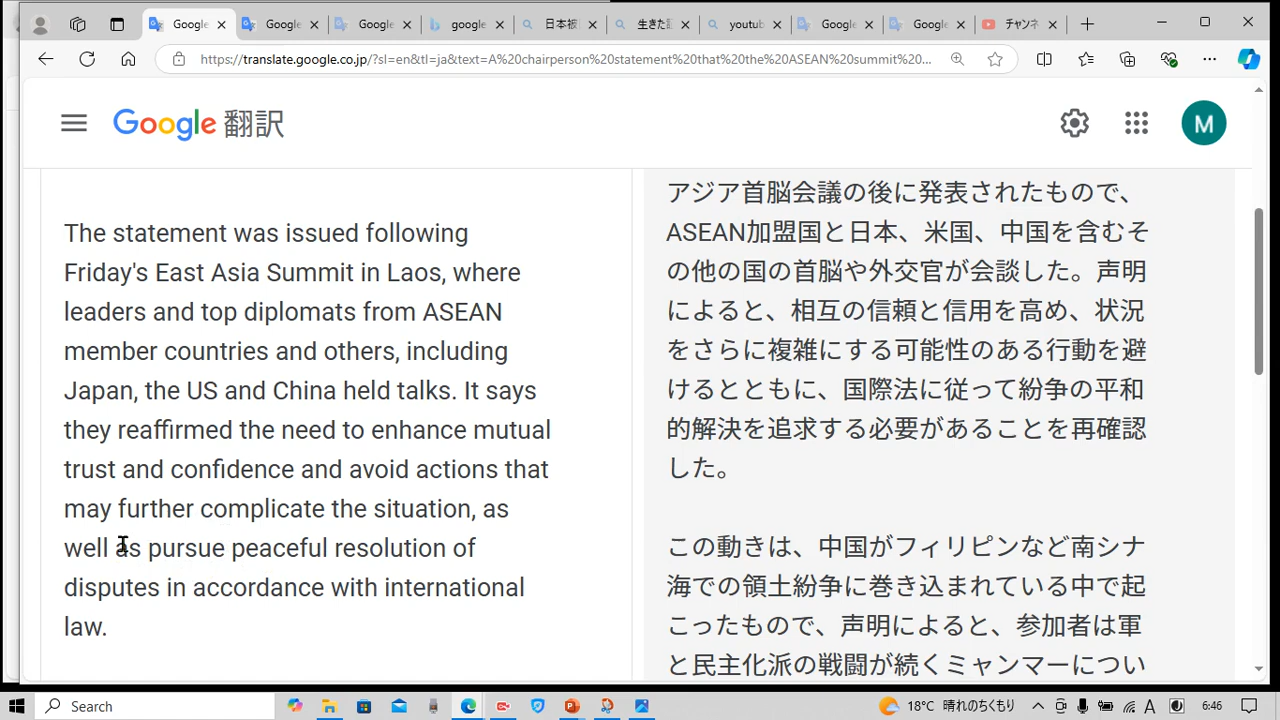 Google
Google
Google
google
日本被
生きた
youtub
Google
Google
チャンネ
https://translate.google.co.jp/?sl=en&tl=ja&text=A%20chairperson%20statement%20that%20the%20ASEAN%20summit%20...
Google 翻訳
M
The statement was issued following
Friday's East Asia Summit in Laos, where
leaders and top diplomats from ASEAN
member countries and others, including
Japan, the US and China held talks. It says
they reaffirmed the need to enhance mutual
trust and confidence and avoid actions that
may further complicate the situation, as
well as pursue peaceful resolution of
disputes in accordance with international
law.
アジア首脳会議の後に発表されたもので、
ASEAN加盟国と日本、米国、中国を含むそ
の他の国の首脳や外交官が会談した。声明
によると、相互の信頼と信用を高め、状況
をさらに複雑にする可能性のある行動を避
けるとともに、国際法に従って紛争の平和
的解決を追求する必要があることを再確認
した。
この動きは、中国がフィリピンなど南シナ
海での領土紛争に巻き込まれている中で起
こったもので、声明によると、参加者は軍
と民主化派の戦闘が続くミャンマーについ
Search
18°C 晴れのちくもり
A
6:46